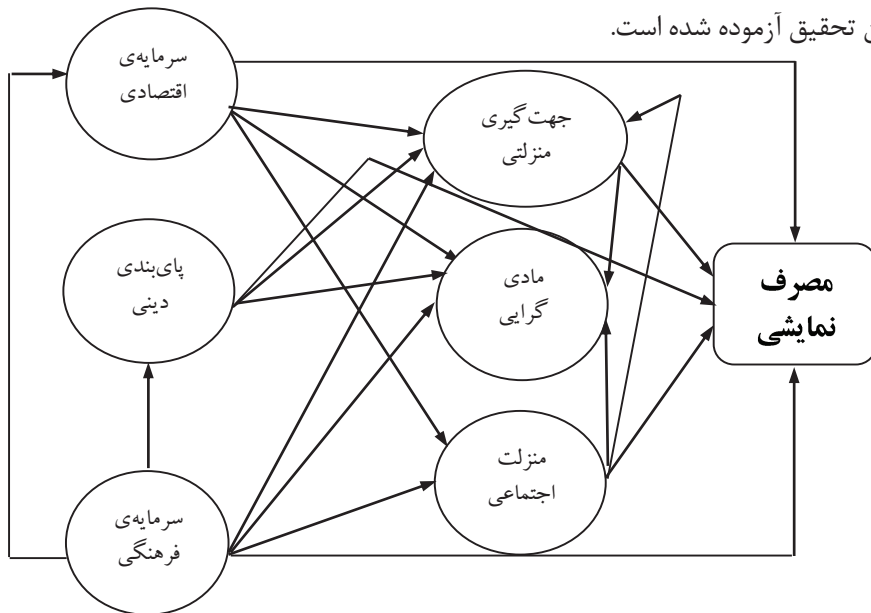 ن تحقیق آزموده شده است.
سرمایه‌ی
اقتصادی
جهت‌گیری
منزلتی
پای‌بندی
دینی
مادی
گرایی
مصرف
نمایشی
منزلت
اجتماعی
سرمایه‌ی
فرهنگی